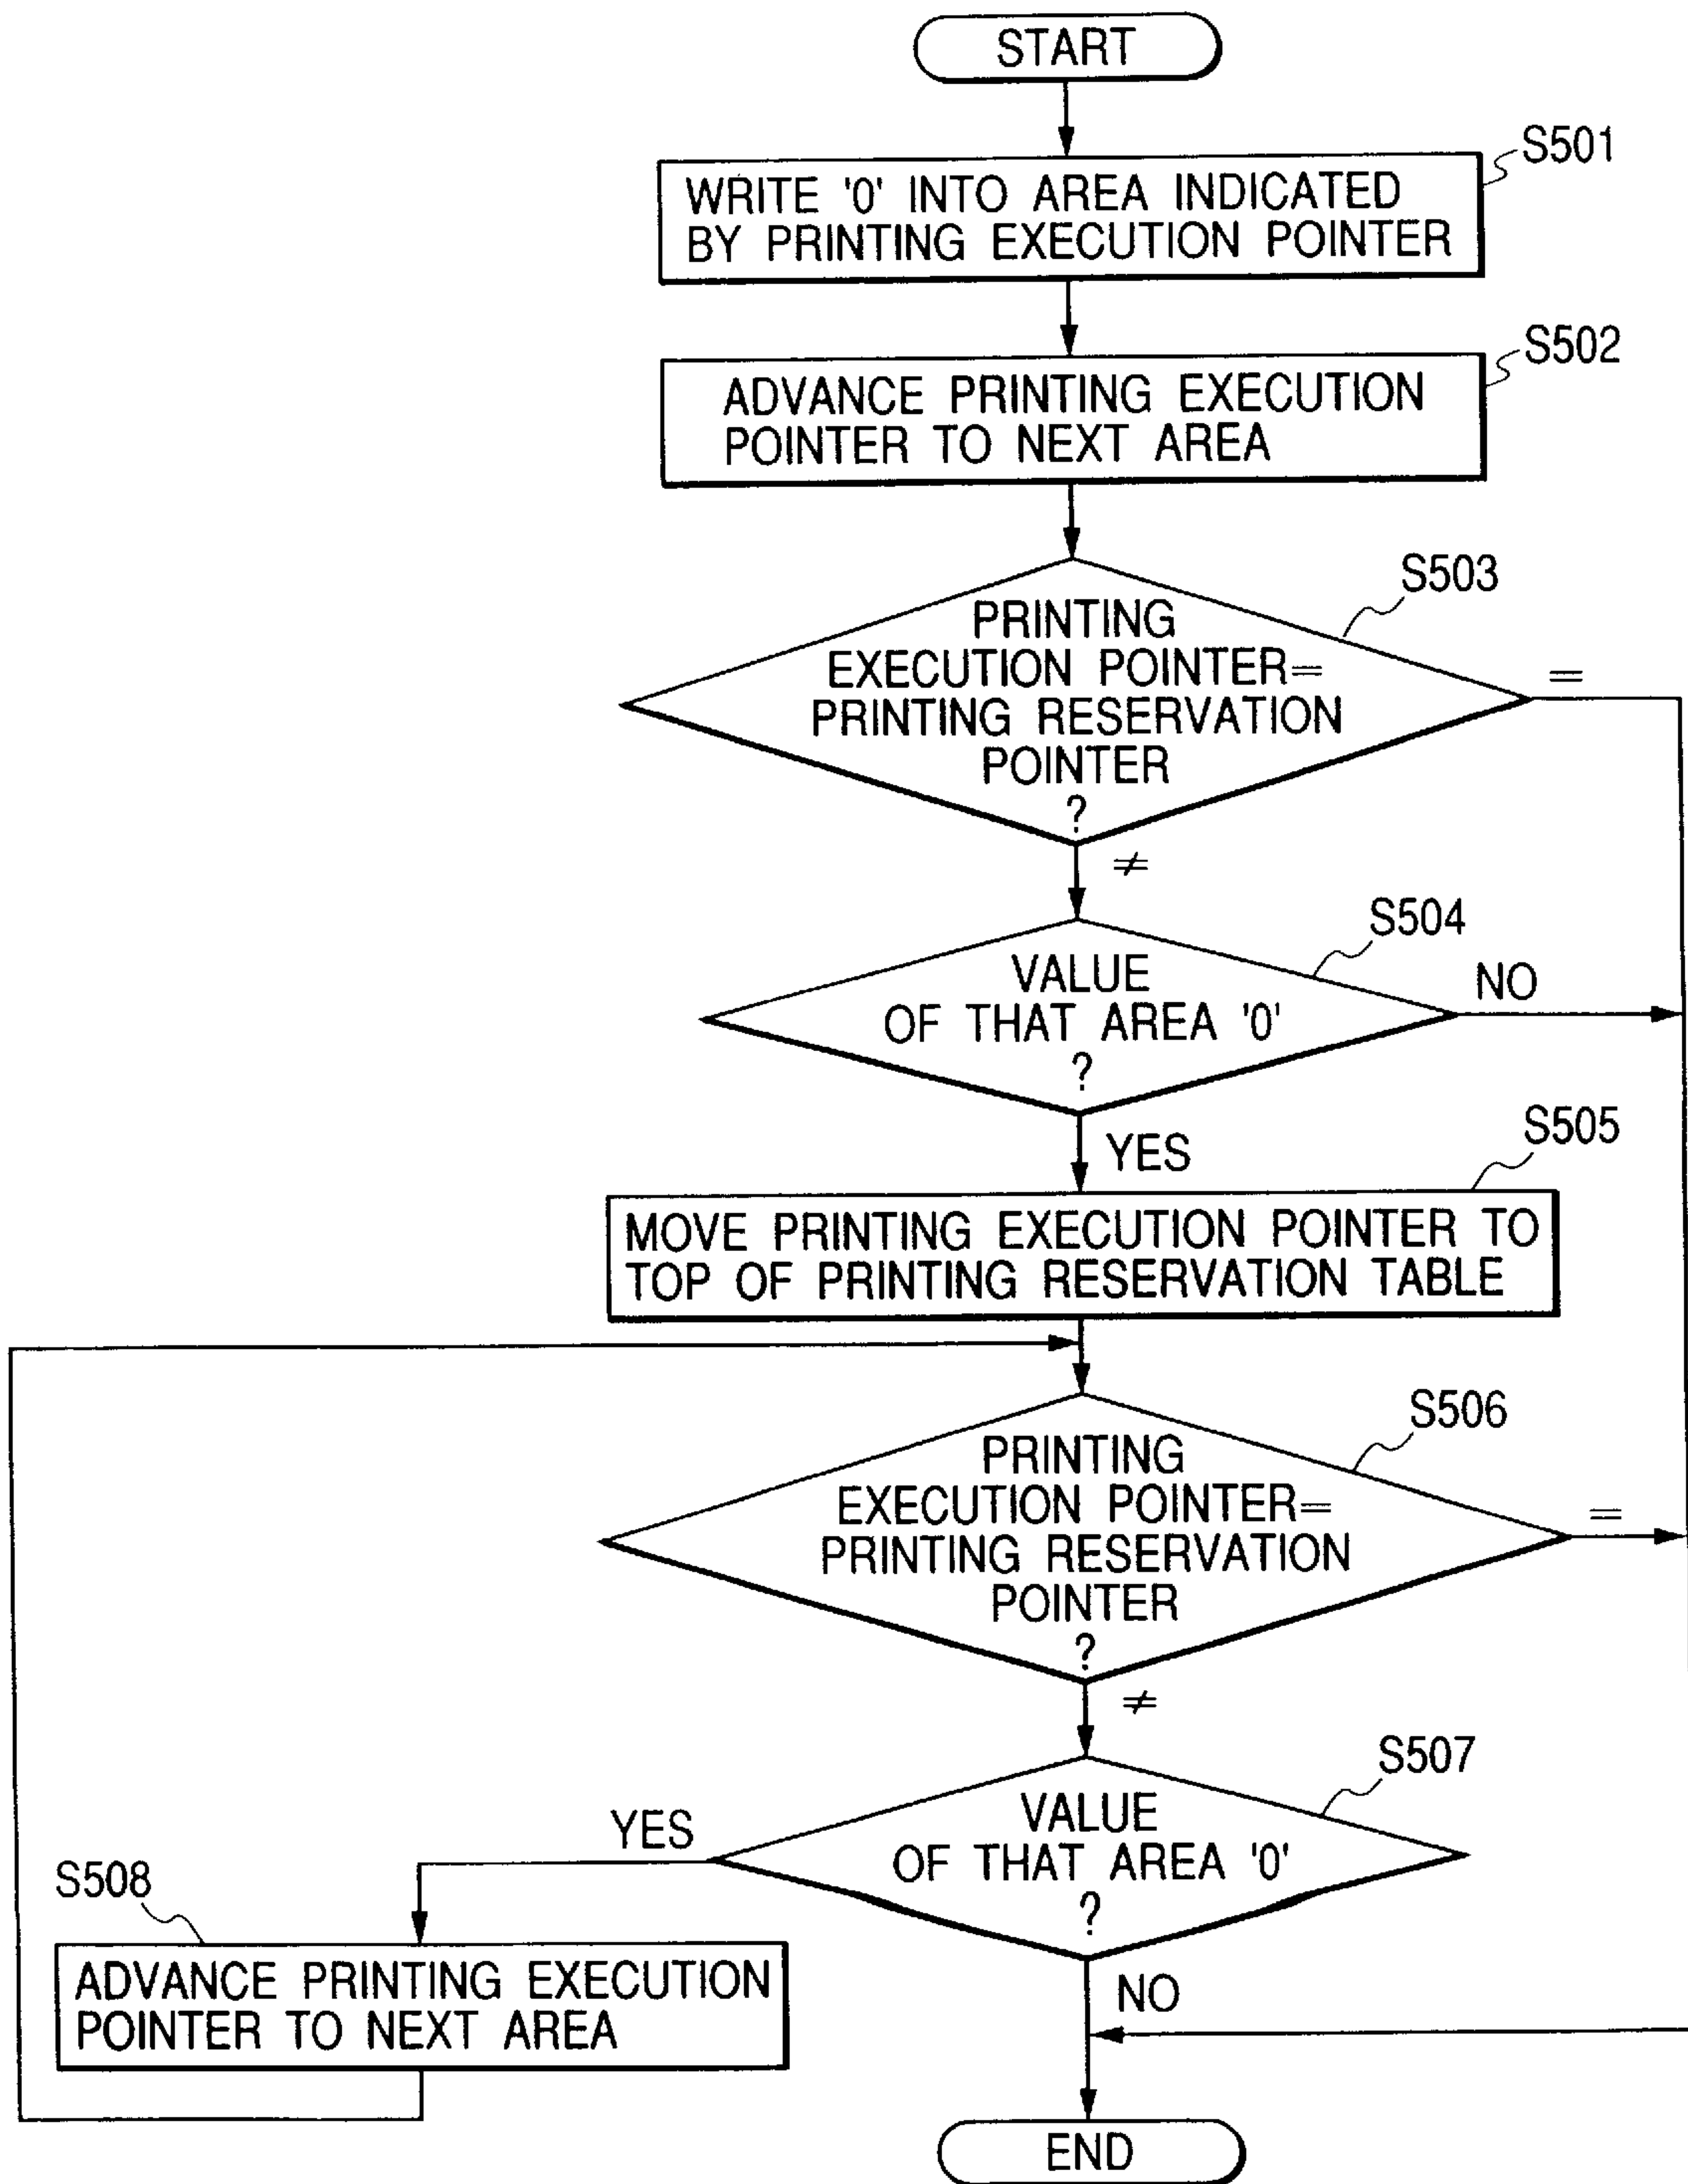 START
S501
WRITE '0' INTO AREA INDICATED
BY PRINTING EXECUTION POINTER
S502
ADVANCE PRINTING EXECUTION
POINTER TO NEXT AREA
S503
PRINTING
EXECUTION POINTER=
PRINTING RESERVATION
POINTER
?
=
≠
S504
VALUE
OF THAT AREA '0'
?
NO
YES
S505
MOVE PRINTING EXECUTION POINTER TO
TOP OF PRINTING RESERVATION TABLE
S506
PRINTING
EXECUTION POINTER=
PRINTING RESERVATION
POINTER
?
=
≠
S507
VALUE
OF THAT AREA '0'
?
YES
S508
ADVANCE PRINTING EXECUTION
POINTER TO NEXT AREA
NO
END